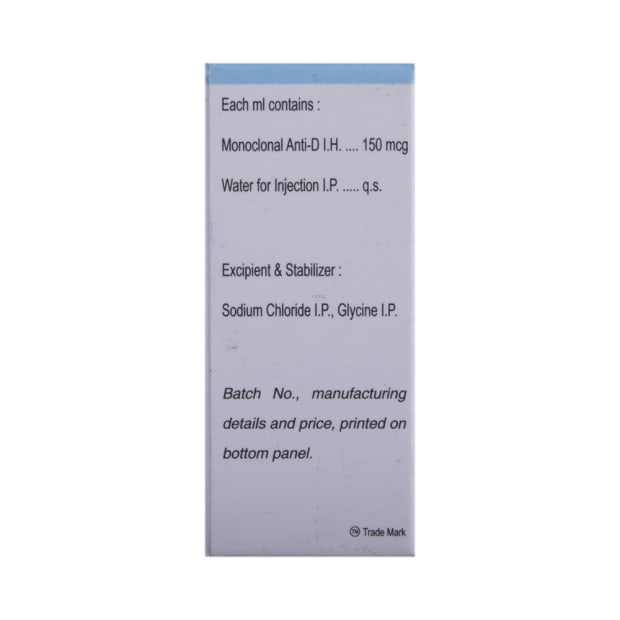 Each ml contains :
Monoclonal Anti-D I.H. .... 150 mcg
Water for Injection I.P. ..... q.s.
Excipient & Stabilizer :
Sodium Chloride I.P., Glycine I.P.
Batch No., manufacturing
details and price, printed on
bottom panel.
TM Trade Mark